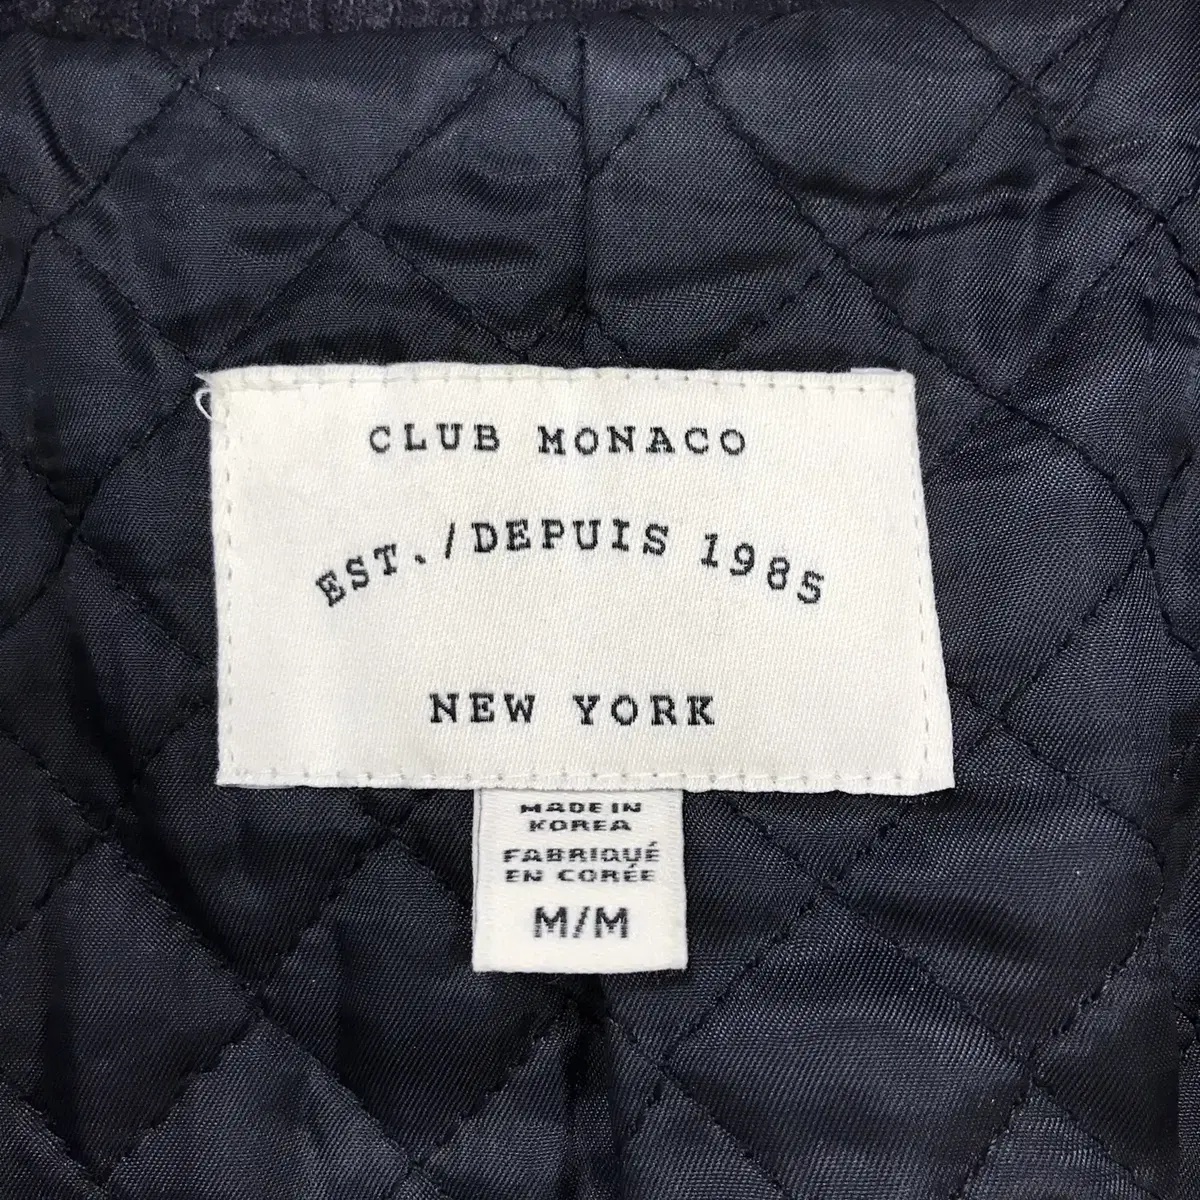 CLUB MONACO
EST./DEPUIS 1985
NEW YORK
MADE IN
KOREA
FABRIQUÉ
EN CORÉE
M/M